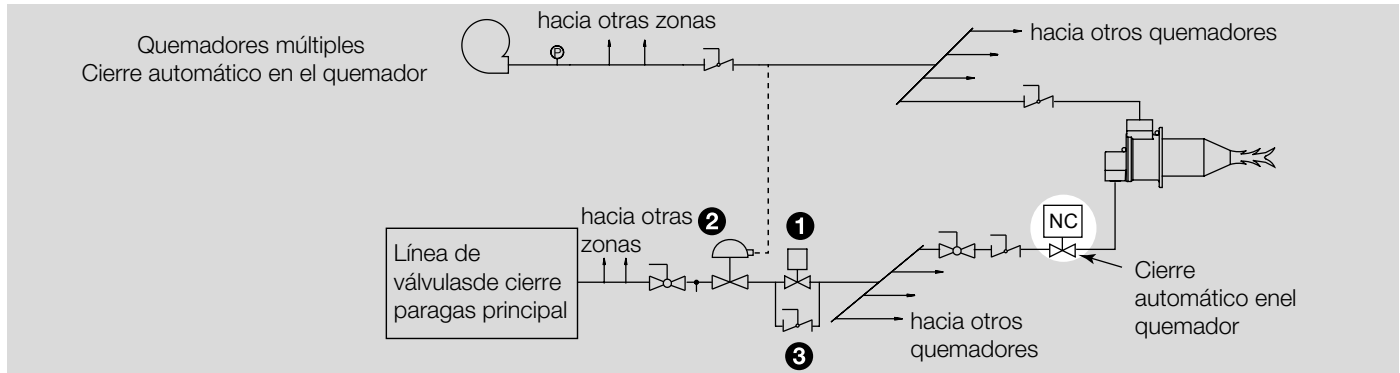 Quemadores múltiples
Cierre automático en el quemador
P
hacia otras zonas
hacia otros quemadores
NC
Cierre
automático enel
quemador
hacia otras
zonas
2
1
Línea de
válvulasde cierre
paragas principal
3
hacia otros
quemadores